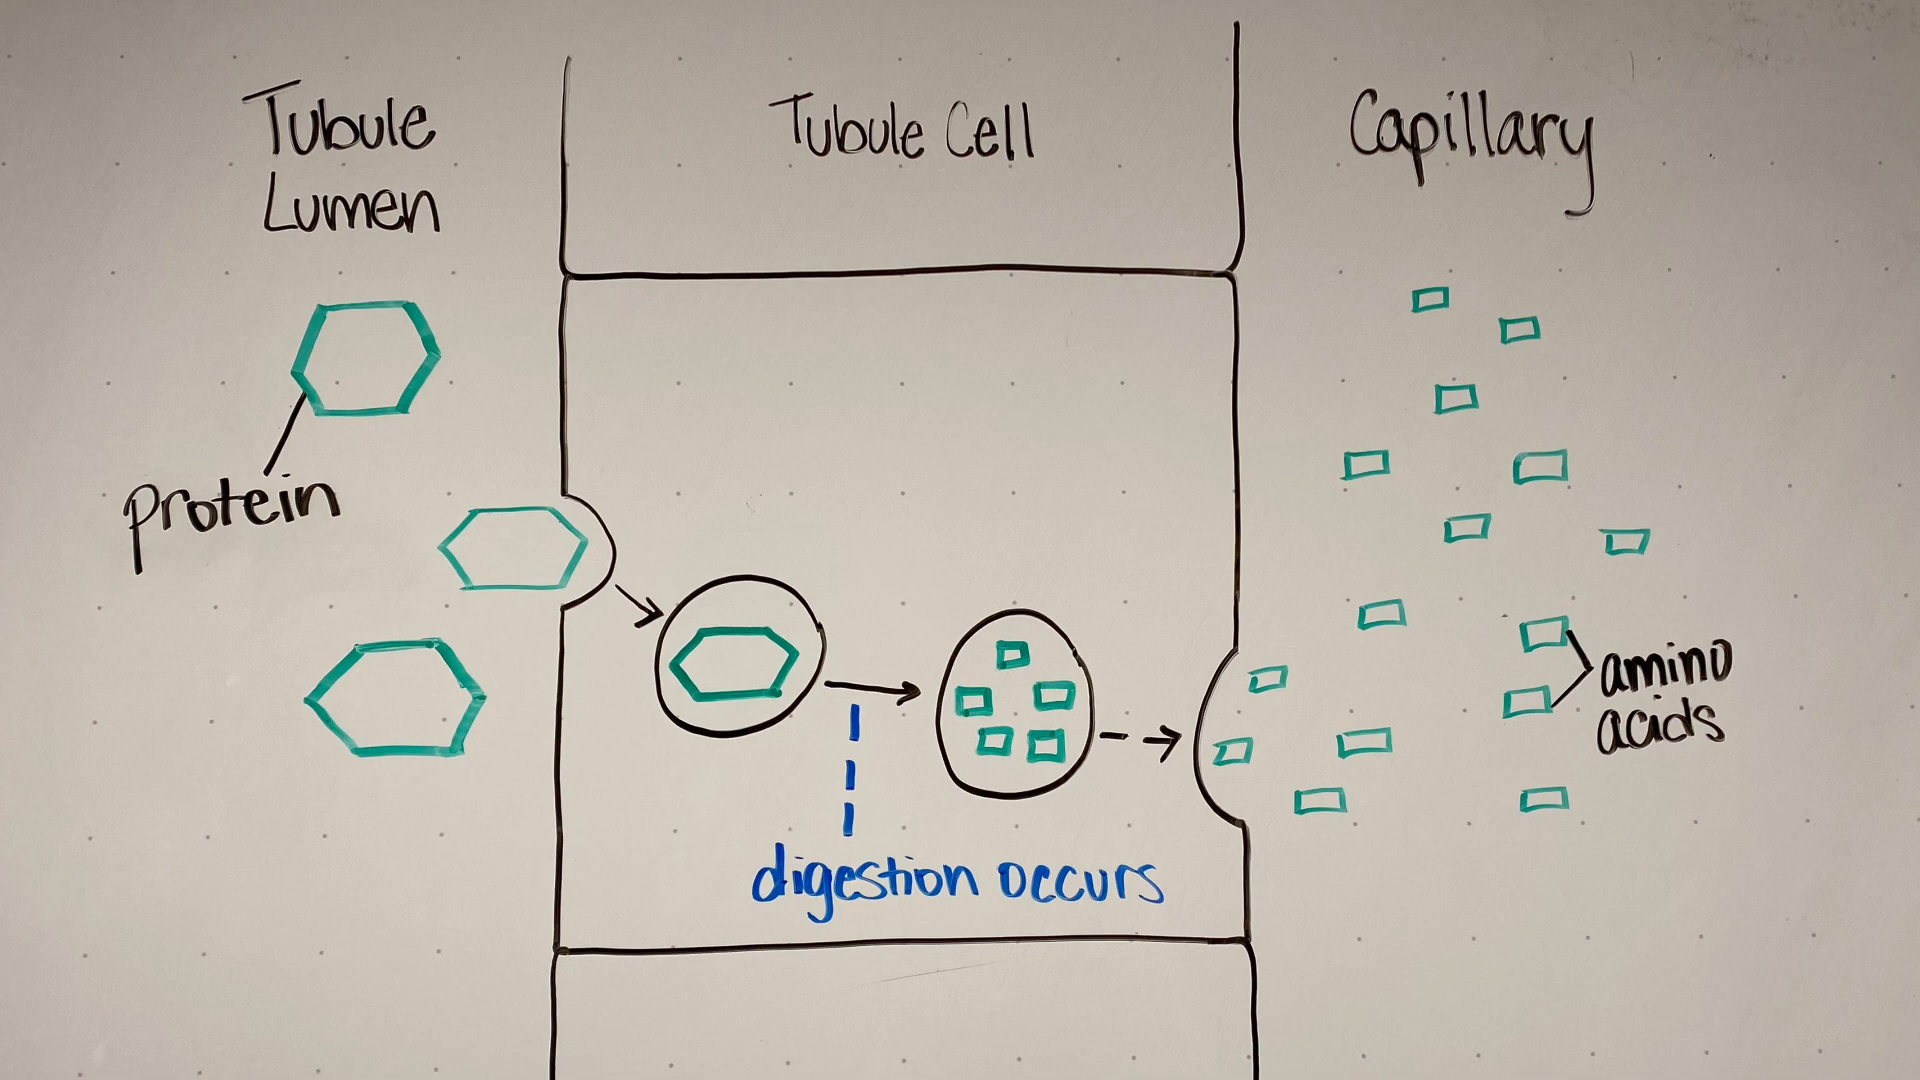 Tubule
Lumen
Tubule Cell
Capillary
protein
amino
acids
digestion occurs